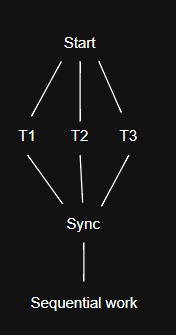 Start
T1 T2 T3
Sync
Sequential work